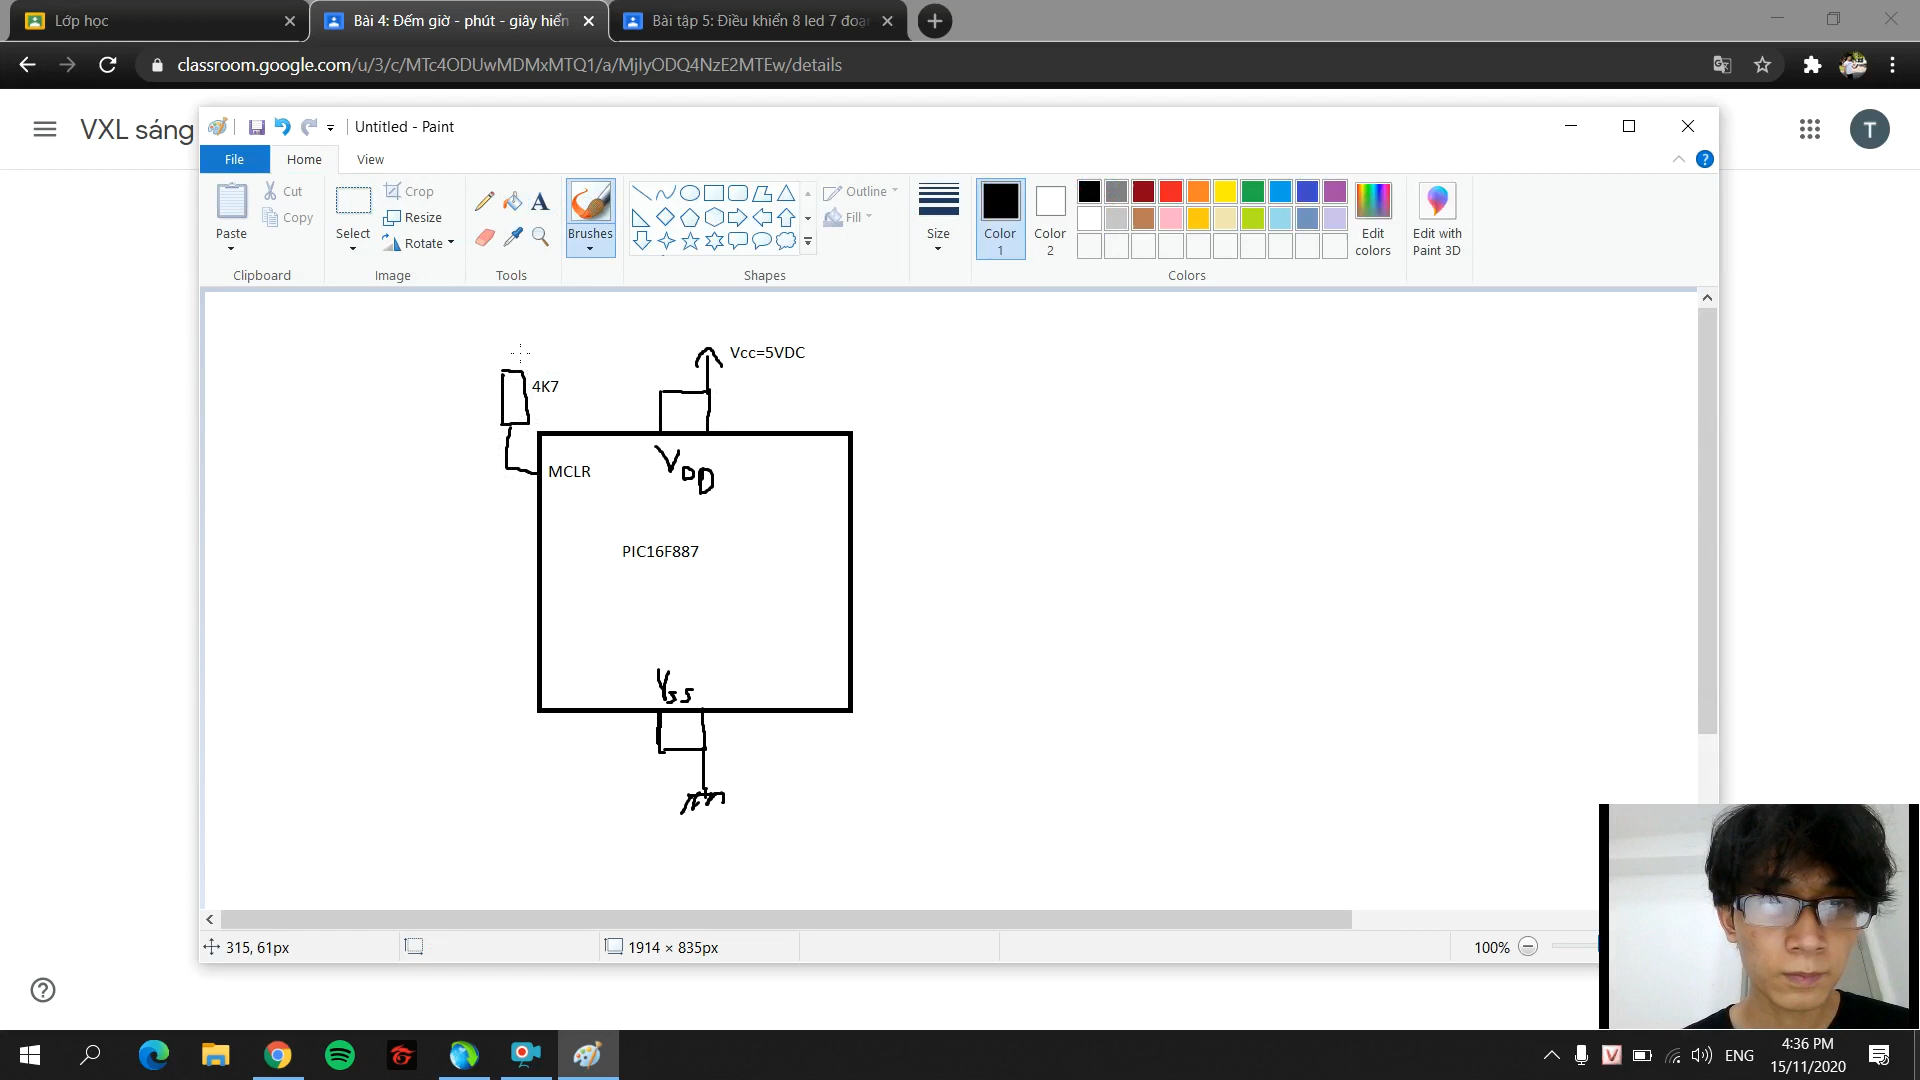 Lớp học
Bài 4: Đếm giờ - phút - giây hiển
Bài tập 5: Điều khiển 8 led 7 đoạn
classroom.google.com/u/3/c/MTc4ODUwMDMxMTQ1/a/MjIyODQ4NzE2MTEw/details
VXL sáng
T
Untitled - Paint
File
Home
View
Paste
Cut
Copy
Clipboard
Select
Crop
Resize
Rotate
Image
A
Tools
Brushes
Shapes
Outline
Fill
Size
Color
1
Color
2
Edit
colors
Edit with
Paint 3D
Colors
Vcc=5VDC
4K7
VDD
MCLR
PIC16F887
Vss
315, 61px
1914 × 835px
100%
ENG
4:36 PM
15/11/2020